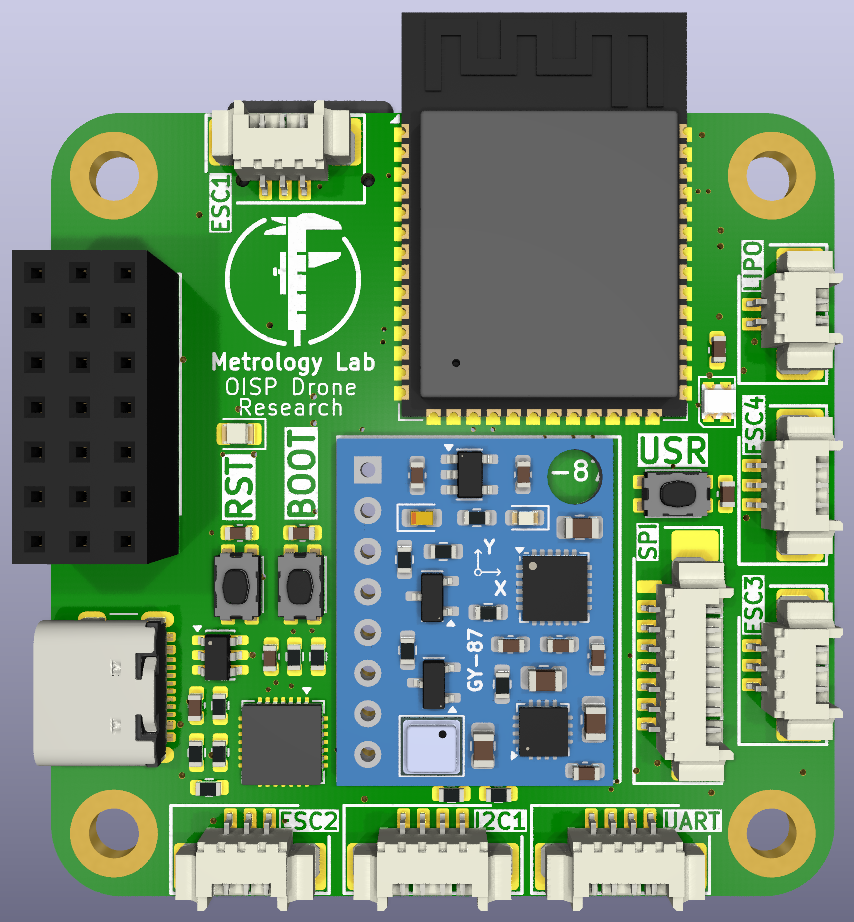 ESC1
LIPO
Metrology Lab
OISP Drone
Research
ESC4
RST
BOOT
USR
-8
SPI
Y
X
ESC3
GY-87
ESC2
I2C1
UART